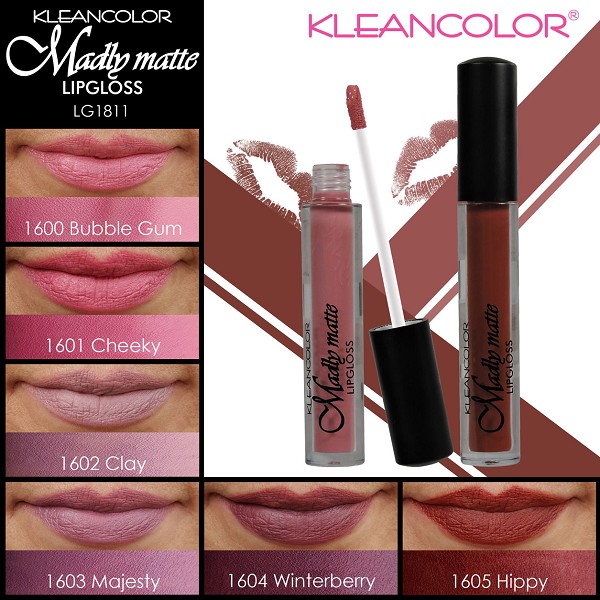 KLEANCOLOR
Madly matte
LIPGLOSS
LG1811
KLEANCOLOR®
1600 Bubble Gum
1601 Cheeky
1602 Clay
1603 Majesty
1604 Winterberry
1605 Hippy
KLEANCOLOR
Madly matte
LIPGLOSS
KLEANCOLOR
Madly matte
LIPGLOSS